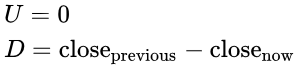 U = 0
D = close_previous − close_now